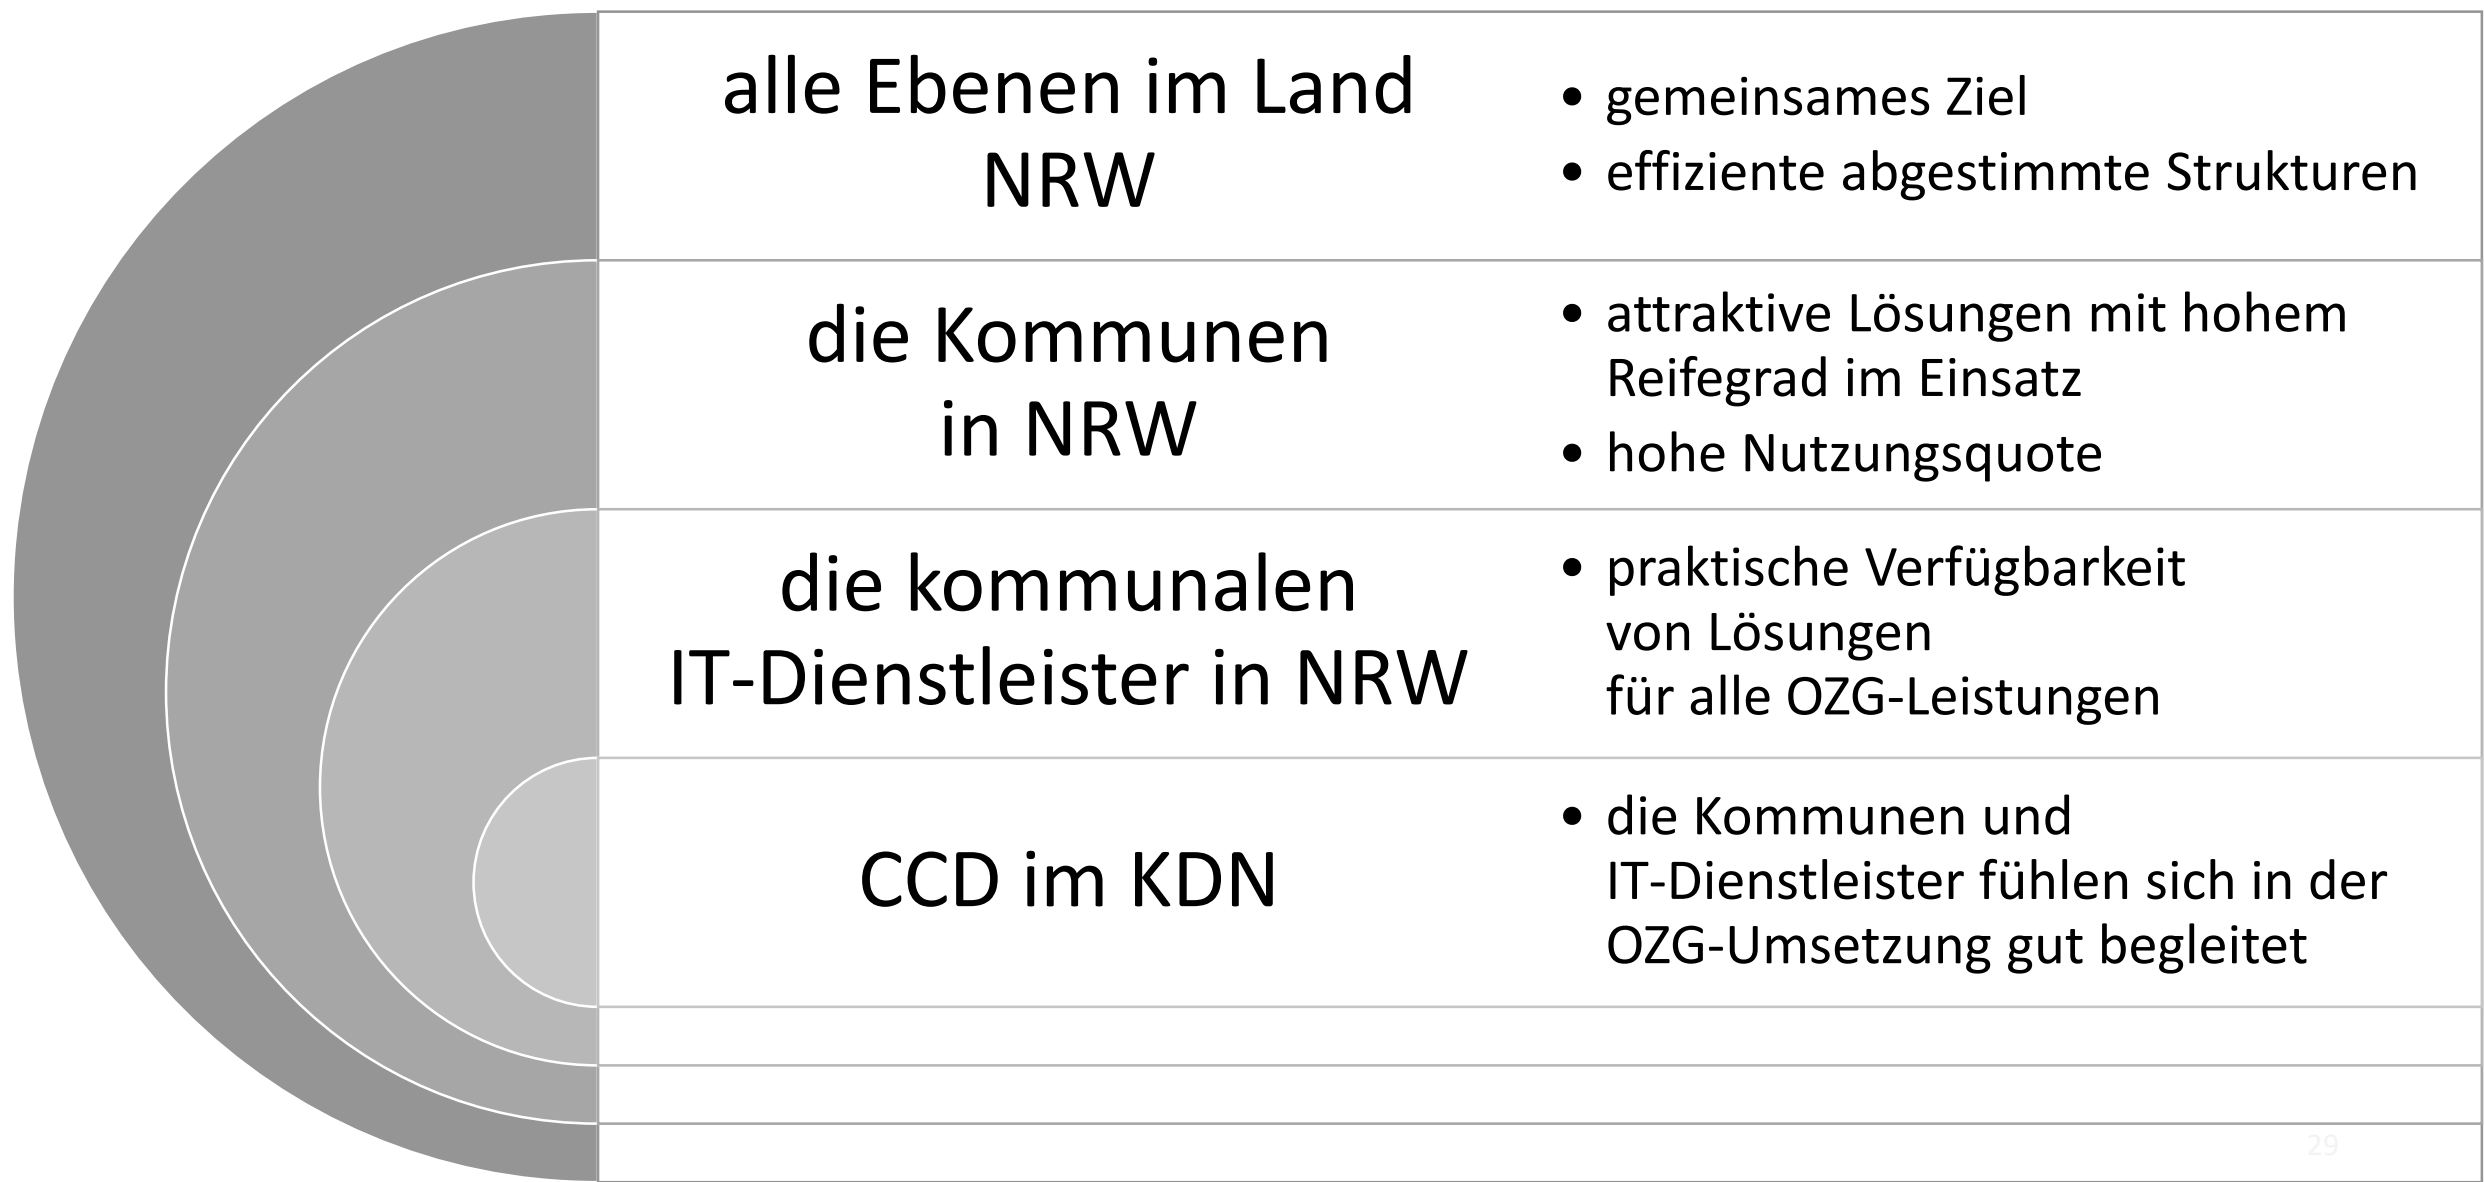 alle Ebenen im Land
NRW
• gemeinsames Ziel
• effiziente abgestimmte Strukturen
die Kommunen
in NRW
• attraktive Lösungen mit hohem
Reifegrad im Einsatz
• hohe Nutzungsquote
die kommunalen
IT-Dienstleister in NRW
• praktische Verfügbarkeit
von Lösungen
für alle OZG-Leistungen
CCD im KDN
• die Kommunen und
IT-Dienstleister fühlen sich in der
OZG-Umsetzung gut begleitet
29